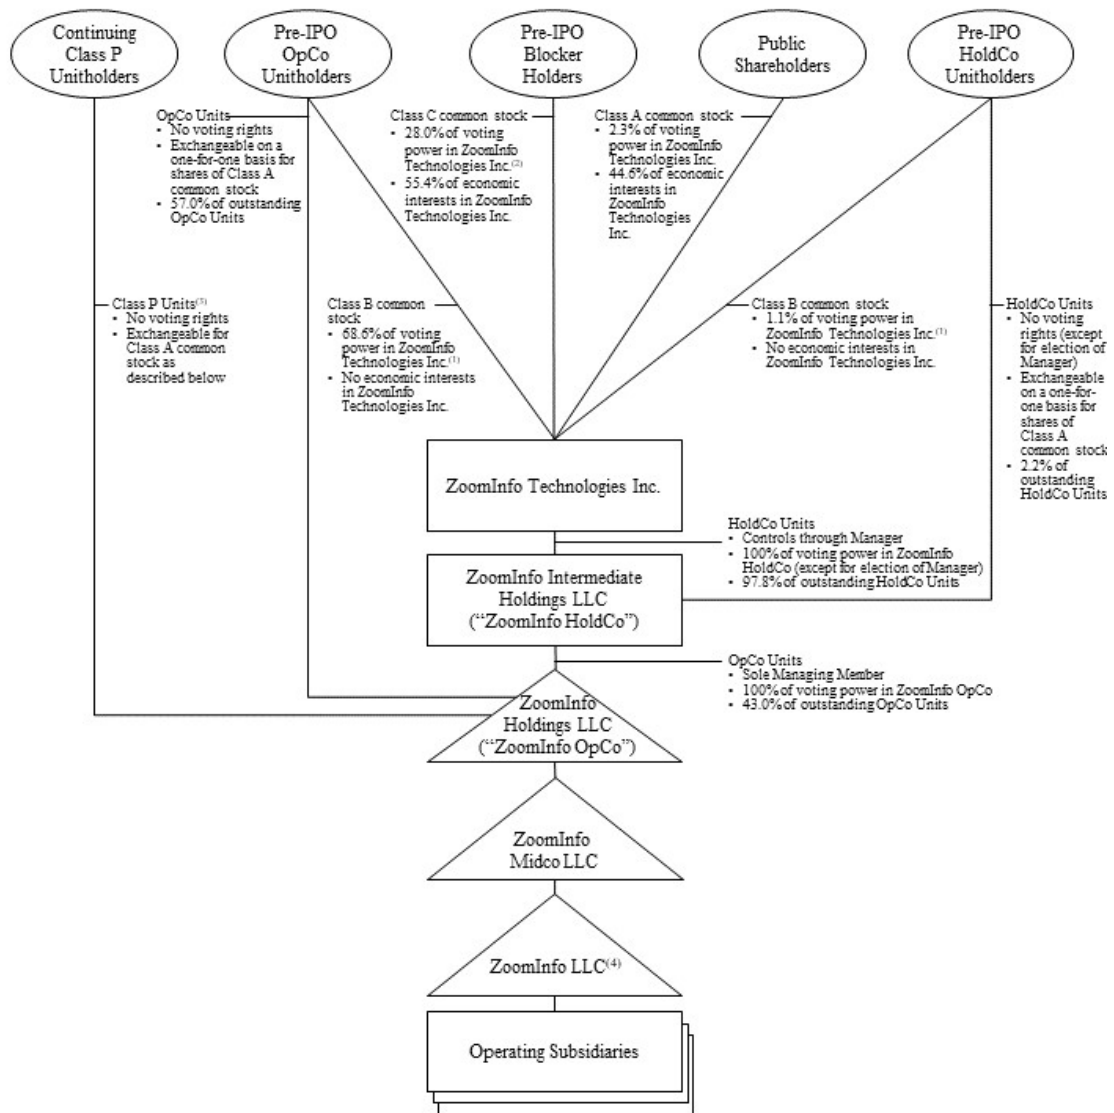 Continuing
Class P
Unitholders
Pre-IPO
OpCo
Unitholders
Pre-IPO
Blocker
Holders
Public
Shareholders
Pre-IPO
HoldCo
Unitholders
OpCo Units
▪ No voting rights
▪ Exchangeable on a
one-for-one basis for
shares of Class A
common stock
▪ 57.0% of outstanding
OpCo Units
Class C common stock
▪ 28.0% of voting
power in ZoomInfo
Technologies Inc.(2)
▪ 55.4% of economic
interests in ZoomInfo
Technologies Inc.
Class A common stock
▪ 2.3% of voting
power in ZoomInfo
Technologies Inc.
▪ 44.6% of economic
interests in
ZoomInfo
Technologies
Inc.
Class P Units(3)
▪ No voting rights
▪ Exchangeable for
Class A common
stock as
described below
Class B common
stock
▪ 68.6% of voting
power in ZoomInfo
Technologies Inc.(1)
▪ No economic interests
in ZoomInfo
Technologies Inc.
Class B common stock
▪ 1.1% of voting power in
ZoomInfo Technologies Inc.(1)
▪ No economic interests in
ZoomInfo Technologies Inc.
HoldCo Units
▪ No voting
rights (except
for election of
Manager)
▪ Exchangeable
on a one-for-
one basis for
shares of
Class A
common stock
▪ 2.2% of
outstanding
HoldCo Units
ZoomInfo Technologies Inc.
HoldCo Units
▪ Controls through Manager
▪ 100% of voting power in ZoomInfo
HoldCo (except for election of Manager)
▪ 97.8% of outstanding HoldCo Units
ZoomInfo Intermediate
Holdings LLC
(“ZoomInfo HoldCo”)
OpCo Units
▪ Sole Managing Member
▪ 100% of voting power in ZoomInfo OpCo
▪ 43.0% of outstanding OpCo Units
ZoomInfo
Holdings LLC
(“ZoomInfo OpCo”)
ZoomInfo
Midco LLC
ZoomInfo LLC(4)
Operating Subsidiaries